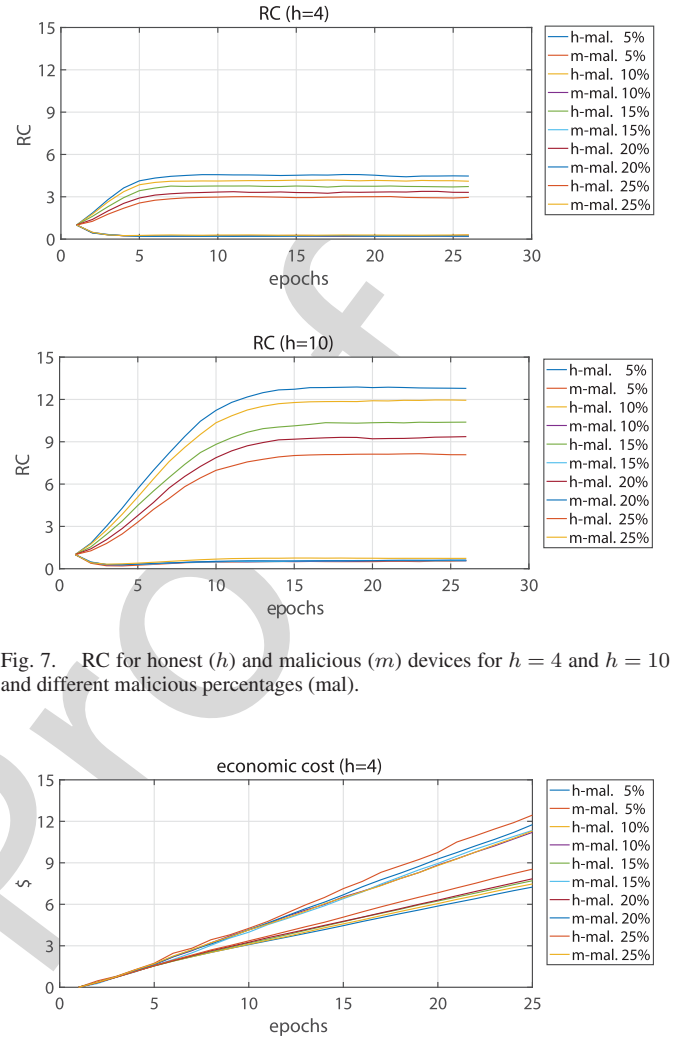 RC (h=4)
15
12
9
6
3
0
RC
0 5 10 15 20 25 30
epochs
h-mal. 5%
m-mal. 5%
h-mal. 10%
m-mal. 10%
h-mal. 15%
m-mal. 15%
h-mal. 20%
m-mal. 20%
h-mal. 25%
m-mal. 25%
RC (h=10)
15
12
9
6
3
0
RC
0 5 10 15 20 25 30
epochs
h-mal. 5%
m-mal. 5%
h-mal. 10%
m-mal. 10%
h-mal. 15%
m-mal. 15%
h-mal. 20%
m-mal. 20%
h-mal. 25%
m-mal. 25%
Fig. 7. RC for honest (h) and malicious (m) devices for h = 4 and h = 10
and different malicious percentages (mal).
economic cost (h=4)
15
12
9
6
3
0
$
0 5 10 15 20 25
epochs
h-mal. 5%
m-mal. 5%
h-mal. 10%
m-mal. 10%
h-mal. 15%
m-mal. 15%
h-mal. 20%
m-mal. 20%
h-mal. 25%
m-mal. 25%
Proof